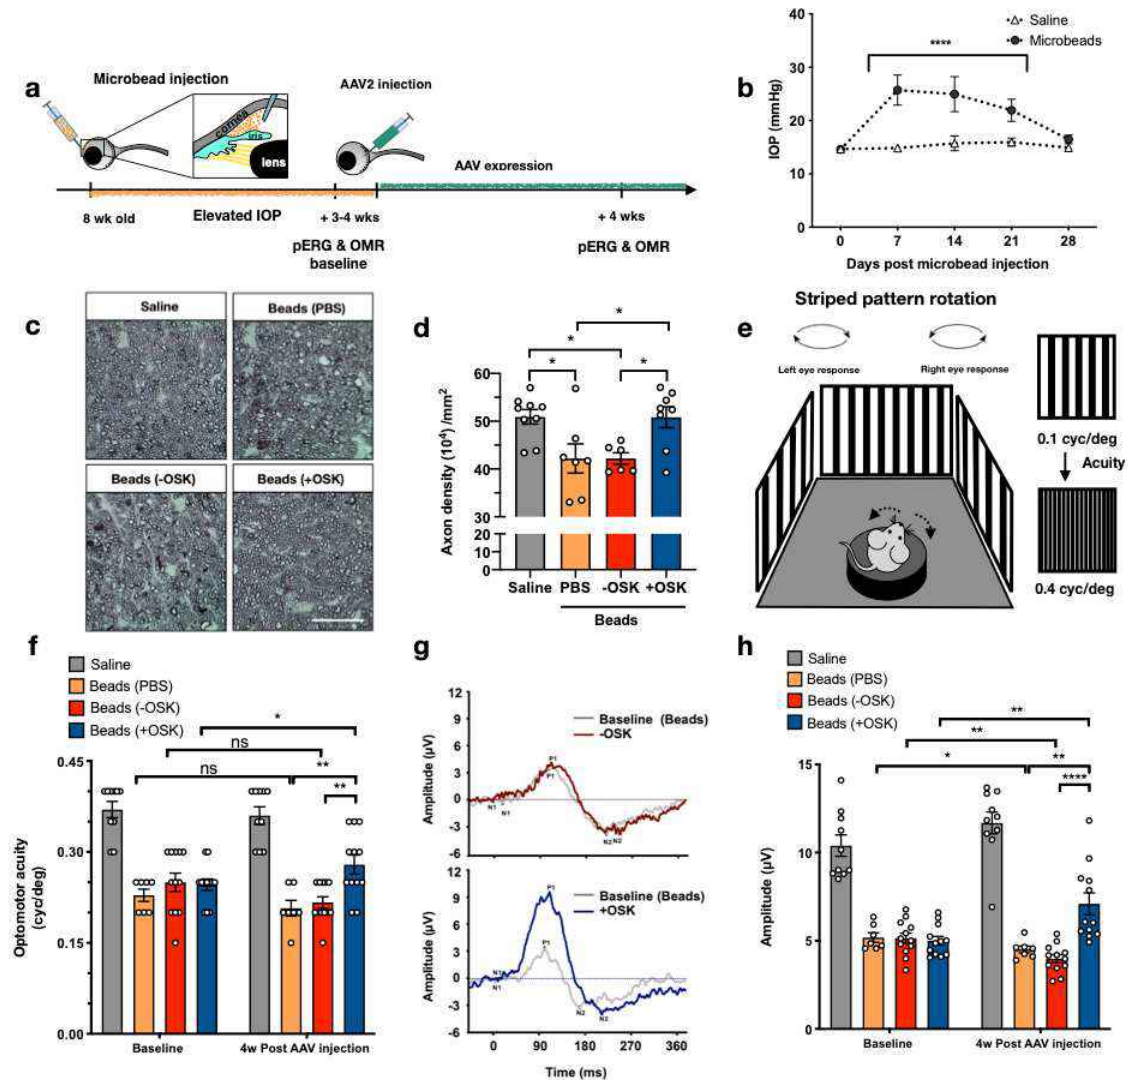 a
Microbead injection
cornea
iris
lens
AAV2 injection
AAV expression
8 wk old
Elevated IOP
+ 3-4 wks
+ 4 wks
pERG & OMR
baseline
pERG & OMR
b
Saline
Microbeads
****
IOP (mmHg)
40
30
20
10
0
0 7 14 21 28
Days post microbead injection
c
Saline
Beads (PBS)
Beads (-OSK)
Beads (+OSK)
d
*
*
* *
Axon density (10⁴) /mm²
60
50
40
30
20
10
0
Saline PBS -OSK +OSK
Beads
e
Striped pattern rotation
Left eye response
Right eye response
0.1 cyc/deg
Acuity
0.4 cyc/deg
f
Saline
Beads (PBS)
Beads (-OSK)
Beads (+OSK)
*
ns
ns
**
**
Optomotor acuity
(cyc/deg)
0.45
0.30
0.15
0.00
Baseline
4w Post AAV injection
g
Baseline (Beads)
-OSK
Amplitude (µV)
12
9
6
3
0
-3
-6
P1
P1
N1
N1
N2 N2
Baseline (Beads)
+OSK
Amplitude (µV)
12
9
6
3
0
-3
-6
P1
P1
N1
N1
N2
N2
0 90 180 270 360
Time (ms)
h
Saline
Beads (PBS)
Beads (-OSK)
Beads (+OSK)
**
**
*
**
****
Amplitude (µV)
15
10
5
0
Baseline
4w Post AAV injection